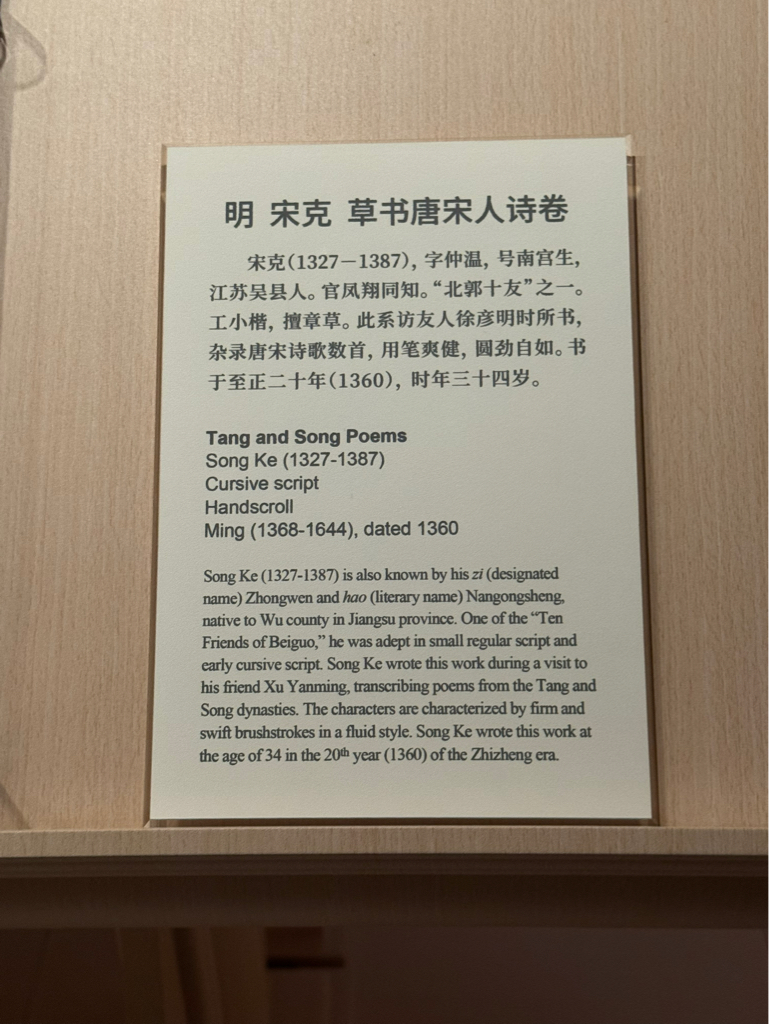 明 宋克 草书唐宋人诗卷
宋克(1327—1387), 字仲温, 号南宫生,
江苏吴县人。官凤翔同知。“北郭十友”之一。
工小楷, 擅章草。此系访友人徐彦明时所书,
杂录唐宋诗歌数首, 用笔爽健, 圆劲自如。书
于至正二十年(1360), 时年三十四岁。
Tang and Song Poems
Song Ke (1327-1387)
Cursive script
Handscroll
Ming (1368-1644), dated 1360
Song Ke (1327-1387) is also known by his zi (designated
name) Zhongwen and hao (literary name) Nangongsheng,
native to Wu county in Jiangsu province. One of the “Ten
Friends of Beiguo,” he was adept in small regular script and
early cursive script. Song Ke wrote this work during a visit to
his friend Xu Yanming, transcribing poems from the Tang and
Song dynasties. The characters are characterized by firm and
swift brushstrokes in a fluid style. Song Ke wrote this work at
the age of 34 in the 20th year (1360) of the Zhizheng era.